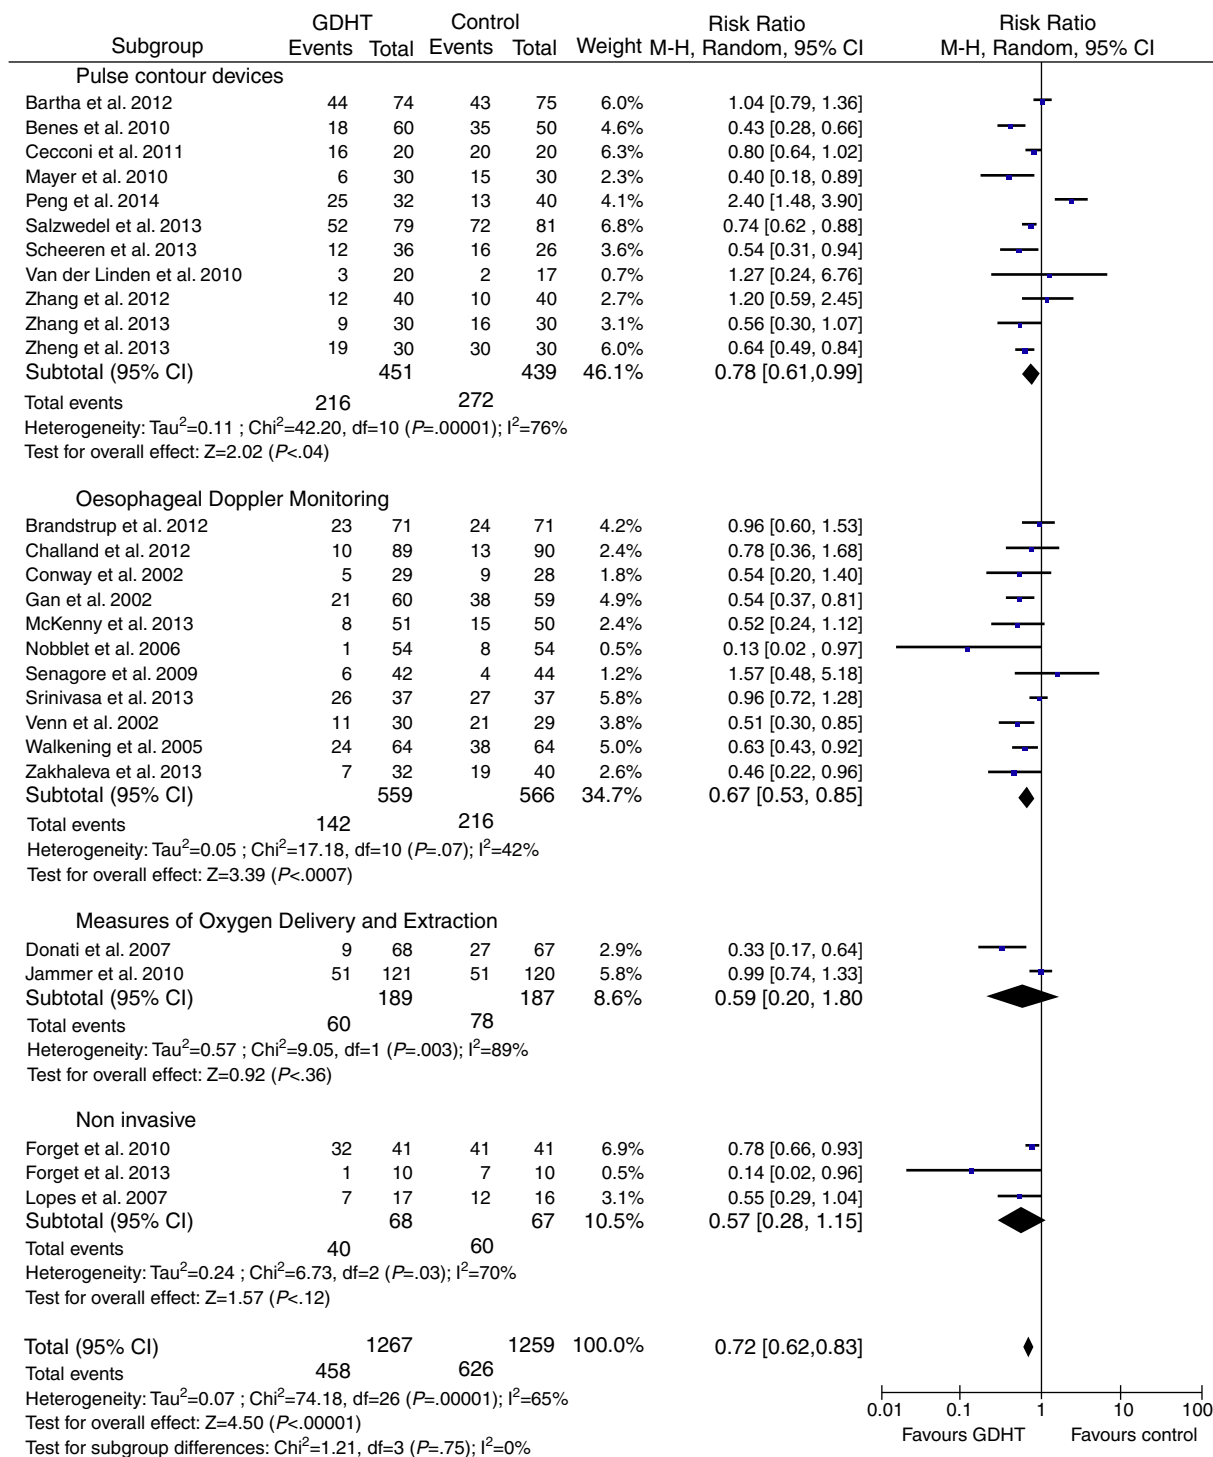 GDHT Control Risk Ratio Risk Ratio
Subgroup Events Total Events Total Weight M-H, Random, 95% CI M-H, Random, 95% CI
Pulse contour devices
Bartha et al. 2012 44 74 43 75 6.0% 1.04 [0.79, 1.36]
Benes et al. 2010 18 60 35 50 4.6% 0.43 [0.28, 0.66]
Cecconi et al. 2011 16 20 20 20 6.3% 0.80 [0.64, 1.02]
Mayer et al. 2010 6 30 15 30 2.3% 0.40 [0.18, 0.89]
Peng et al. 2014 25 32 13 40 4.1% 2.40 [1.48, 3.90]
Salzwedel et al. 2013 52 79 72 81 6.8% 0.74 [0.62 , 0.88]
Scheeren et al. 2013 12 36 16 26 3.6% 0.54 [0.31, 0.94]
Van der Linden et al. 2010 3 20 2 17 0.7% 1.27 [0.24, 6.76]
Zhang et al. 2012 12 40 10 40 2.7% 1.20 [0.59, 2.45]
Zhang et al. 2013 9 30 16 30 3.1% 0.56 [0.30, 1.07]
Zheng et al. 2013 19 30 30 30 6.0% 0.64 [0.49, 0.84]
Subtotal (95% CI) 451 439 46.1% 0.78 [0.61,0.99]
Total events 216 272
Heterogeneity: Tau²=0.11 ; Chi²=42.20, df=10 (P=.00001); I²=76%
Test for overall effect: Z=2.02 (P<.04)
Oesophageal Doppler Monitoring
Brandstrup et al. 2012 23 71 24 71 4.2% 0.96 [0.60, 1.53]
Challand et al. 2012 10 89 13 90 2.4% 0.78 [0.36, 1.68]
Conway et al. 2002 5 29 9 28 1.8% 0.54 [0.20, 1.40]
Gan et al. 2002 21 60 38 59 4.9% 0.54 [0.37, 0.81]
McKenny et al. 2013 8 51 15 50 2.4% 0.52 [0.24, 1.12]
Nobblet et al. 2006 1 54 8 54 0.5% 0.13 [0.02 , 0.97]
Senagore et al. 2009 6 42 4 44 1.2% 1.57 [0.48, 5.18]
Srinivasa et al. 2013 26 37 27 37 5.8% 0.96 [0.72, 1.28]
Venn et al. 2002 11 30 21 29 3.8% 0.51 [0.30, 0.85]
Walkening et al. 2005 24 64 38 64 5.0% 0.63 [0.43, 0.92]
Zakhaleva et al. 2013 7 32 19 40 2.6% 0.46 [0.22, 0.96]
Subtotal (95% CI) 559 566 34.7% 0.67 [0.53, 0.85]
Total events 142 216
Heterogeneity: Tau²=0.05 ; Chi²=17.18, df=10 (P=.07); I²=42%
Test for overall effect: Z=3.39 (P<.0007)
Measures of Oxygen Delivery and Extraction
Donati et al. 2007 9 68 27 67 2.9% 0.33 [0.17, 0.64]
Jammer et al. 2010 51 121 51 120 5.8% 0.99 [0.74, 1.33]
Subtotal (95% CI) 189 187 8.6% 0.59 [0.20, 1.80
Total events 60 78
Heterogeneity: Tau²=0.57 ; Chi²=9.05, df=1 (P=.003); I²=89%
Test for overall effect: Z=0.92 (P<.36)
Non invasive
Forget et al. 2010 32 41 41 41 6.9% 0.78 [0.66, 0.93]
Forget et al. 2013 1 10 7 10 0.5% 0.14 [0.02, 0.96]
Lopes et al. 2007 7 17 12 16 3.1% 0.55 [0.29, 1.04]
Subtotal (95% CI) 68 67 10.5% 0.57 [0.28, 1.15]
Total events 40 60
Heterogeneity: Tau²=0.24 ; Chi²=6.73, df=2 (P=.03); I²=70%
Test for overall effect: Z=1.57 (P<.12)
Total (95% CI) 1267 1259 100.0% 0.72 [0.62,0.83]
Total events 458 626
Heterogeneity: Tau²=0.07 ; Chi²=74.18, df=26 (P=.00001); I²=65%
Test for overall effect: Z=4.50 (P<.00001)
Test for subgroup differences: Chi²=1.21, df=3 (P=.75); I²=0%
0.01 0.1 1 10 100
Favours GDHT Favours control